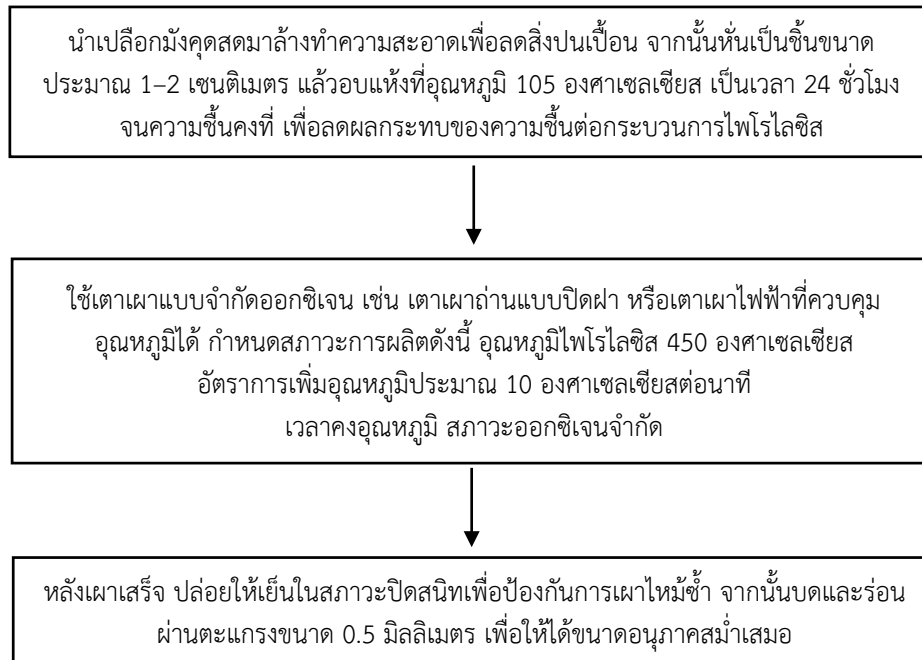 นำเปลือกมังคุดสดมาล้างทำความสะอาดเพื่อลดสิ่งปนเปื้อน จากนั้นหั่นเป็นชิ้นขนาด
ประมาณ 1–2 เซนติเมตร แล้วอบแห้งที่อุณหภูมิ 105 องศาเซลเซียส เป็นเวลา 24 ชั่วโมง
จนความชื้นคงที่ เพื่อลดผลกระทบของความชื้นต่อกระบวนการไพโรไลซิส
ใช้เตาเผาแบบจำกัดออกซิเจน เช่น เตาเผาถ่านแบบปิดฝา หรือเตาเผาไฟฟ้าที่ควบคุม
อุณหภูมิได้ กำหนดสภาวะการผลิตดังนี้ อุณหภูมิไพโรไลซิส 450 องศาเซลเซียส
อัตราการเพิ่มอุณหภูมิประมาณ 10 องศาเซลเซียสต่อนาที
เวลาคงอุณหภูมิ สภาวะออกซิเจนจำกัด
หลังเผาเสร็จ ปล่อยให้เย็นในสภาวะปิดสนิทเพื่อป้องกันการเผาไหม้ซ้ำ จากนั้นบดและร่อน
ผ่านตะแกรงขนาด 0.5 มิลลิเมตร เพื่อให้ได้ขนาดอนุภาคสม่ำเสมอ